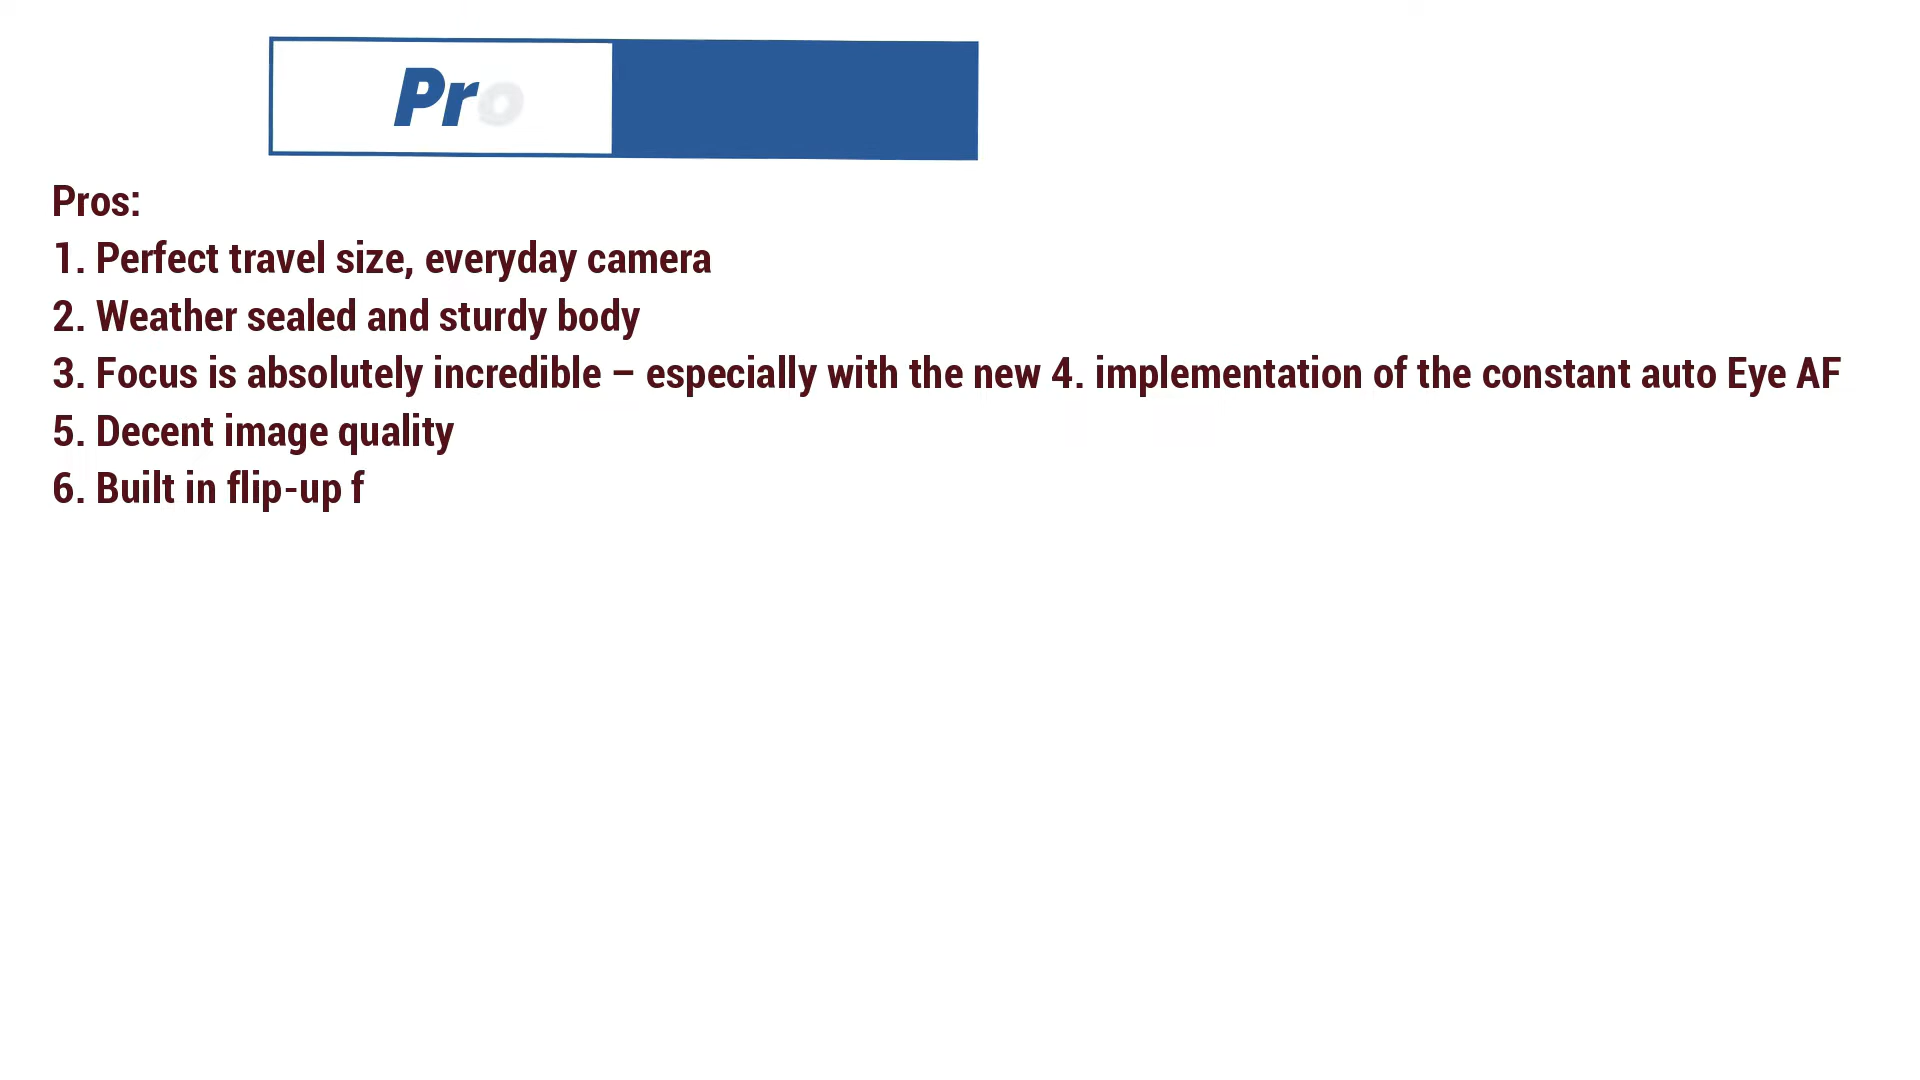 Pro
Pros:
1. Perfect travel size, everyday camera
2. Weather sealed and sturdy body
3. Focus is absolutely incredible – especially with the new 4. implementation of the constant auto Eye AF
5. Decent image quality
6. Built in flip-up f